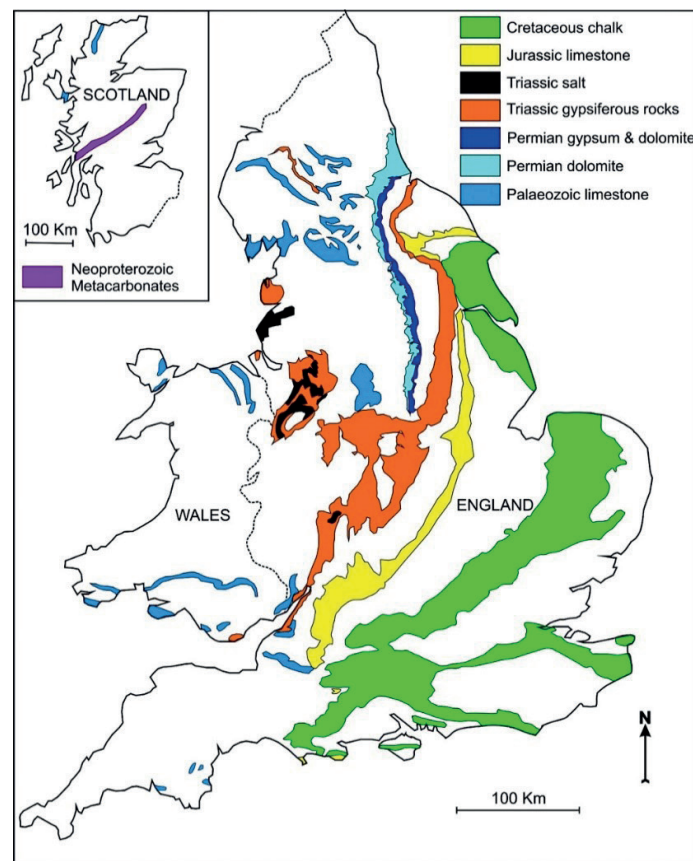 SCOTLAND
100 Km
Neoproterozoic
Metacarbonates
Cretaceous chalk
Jurassic limestone
Triassic salt
Triassic gypsiferous rocks
Permian gypsum & dolomite
Permian dolomite
Palaeozoic limestone
WALES
ENGLAND
N
100 Km